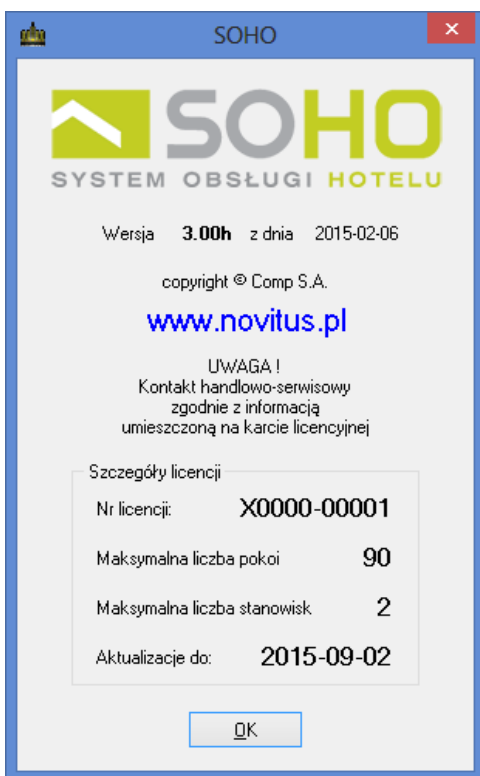 SOHO
SOHO
SYSTEM OBSŁUGI HOTELU
Wersja 3.00h z dnia 2015-02-06
copyright © Comp S.A.
www.novitus.pl
UWAGA !
Kontakt handlowo-serwisowy
zgodnie z informacją
umieszczoną na karcie licencyjnej
Szczegóły licencji
Nr licencji: X0000-00001
Maksymalna liczba pokoi 90
Maksymalna liczba stanowisk 2
Aktualizacje do: 2015-09-02
OK